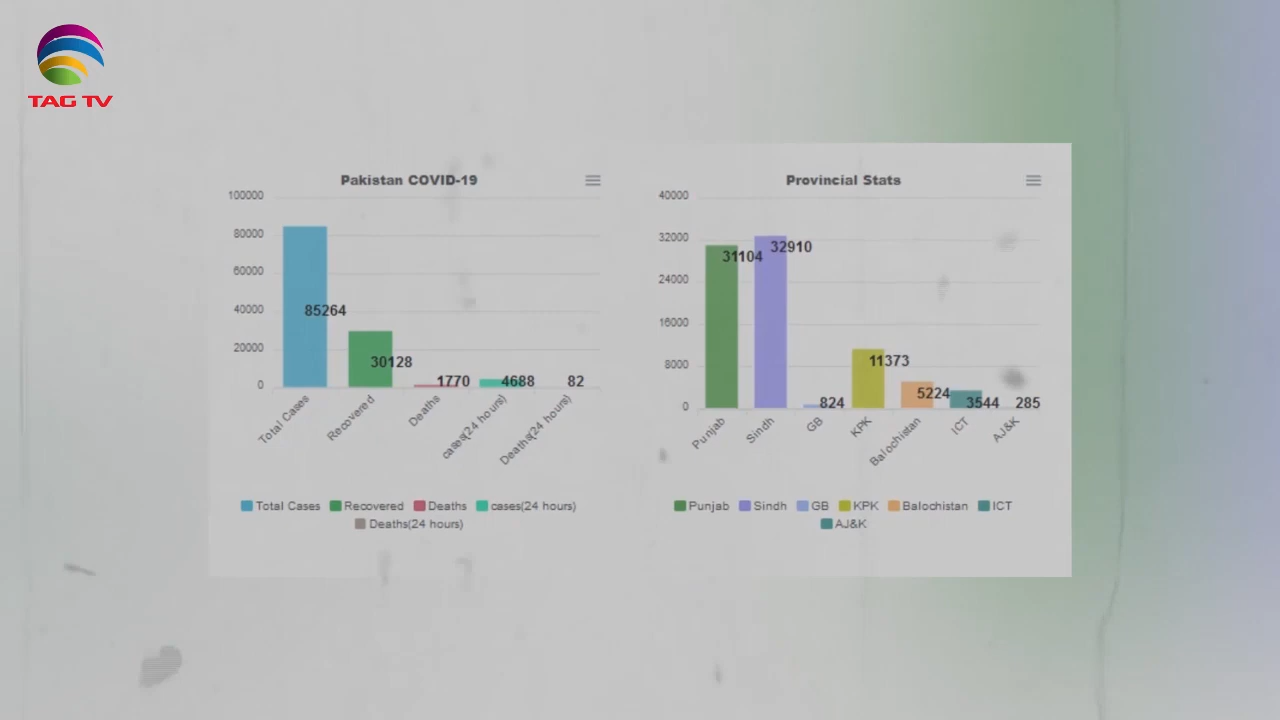 TAG TV
Pakistan COVID-19
100000
80000
60000
40000
20000
0
85264
30128
1770
4688
82
Total Cases
Recovered
Deaths
cases(24 hours)
Deaths(24 hours)
Total Cases Recovered Deaths cases(24 hours)
Deaths(24 hours)
Provincial Stats
40000
32000
24000
16000
8000
0
31104
32910
824
11373
5224
3544
285
Punjab
Sindh
GB
KPK
Balochistan
ICT
AJ&K
Punjab Sindh GB KPK Balochistan ICT
AJ&K